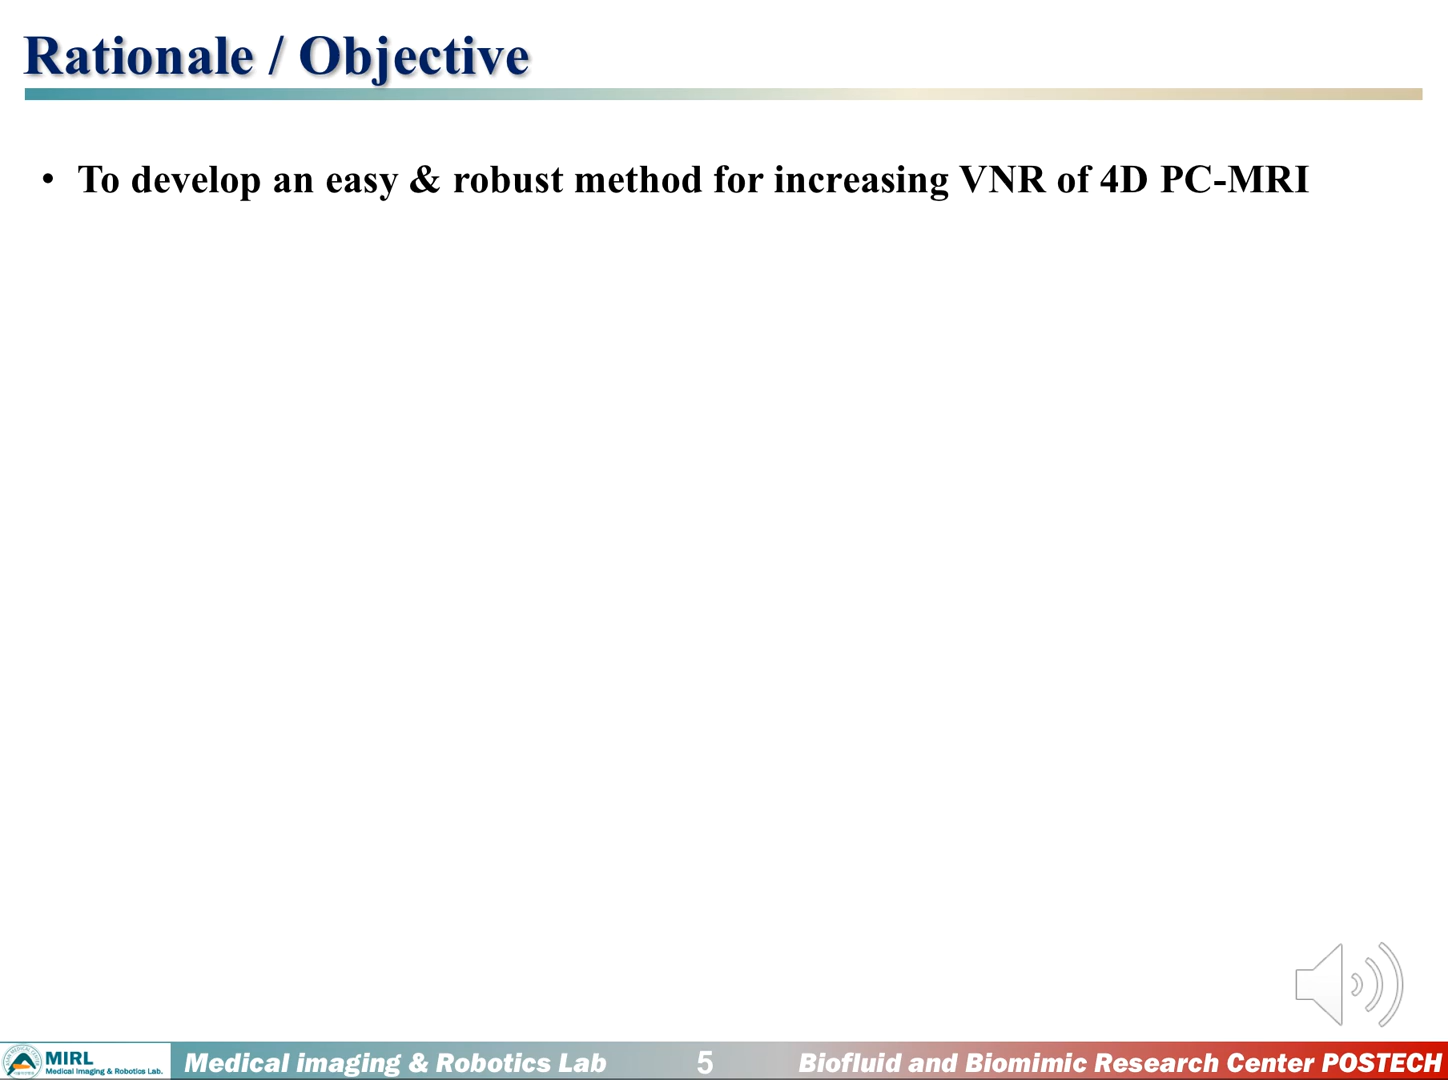 Rationale / Objective
• To develop an easy & robust method for increasing VNR of 4D PC-MRI
MIRL
Medical Imaging & Robotics Lab.
Medical imaging & Robotics Lab
5
Biofluid and Biomimic Research Center POSTECH